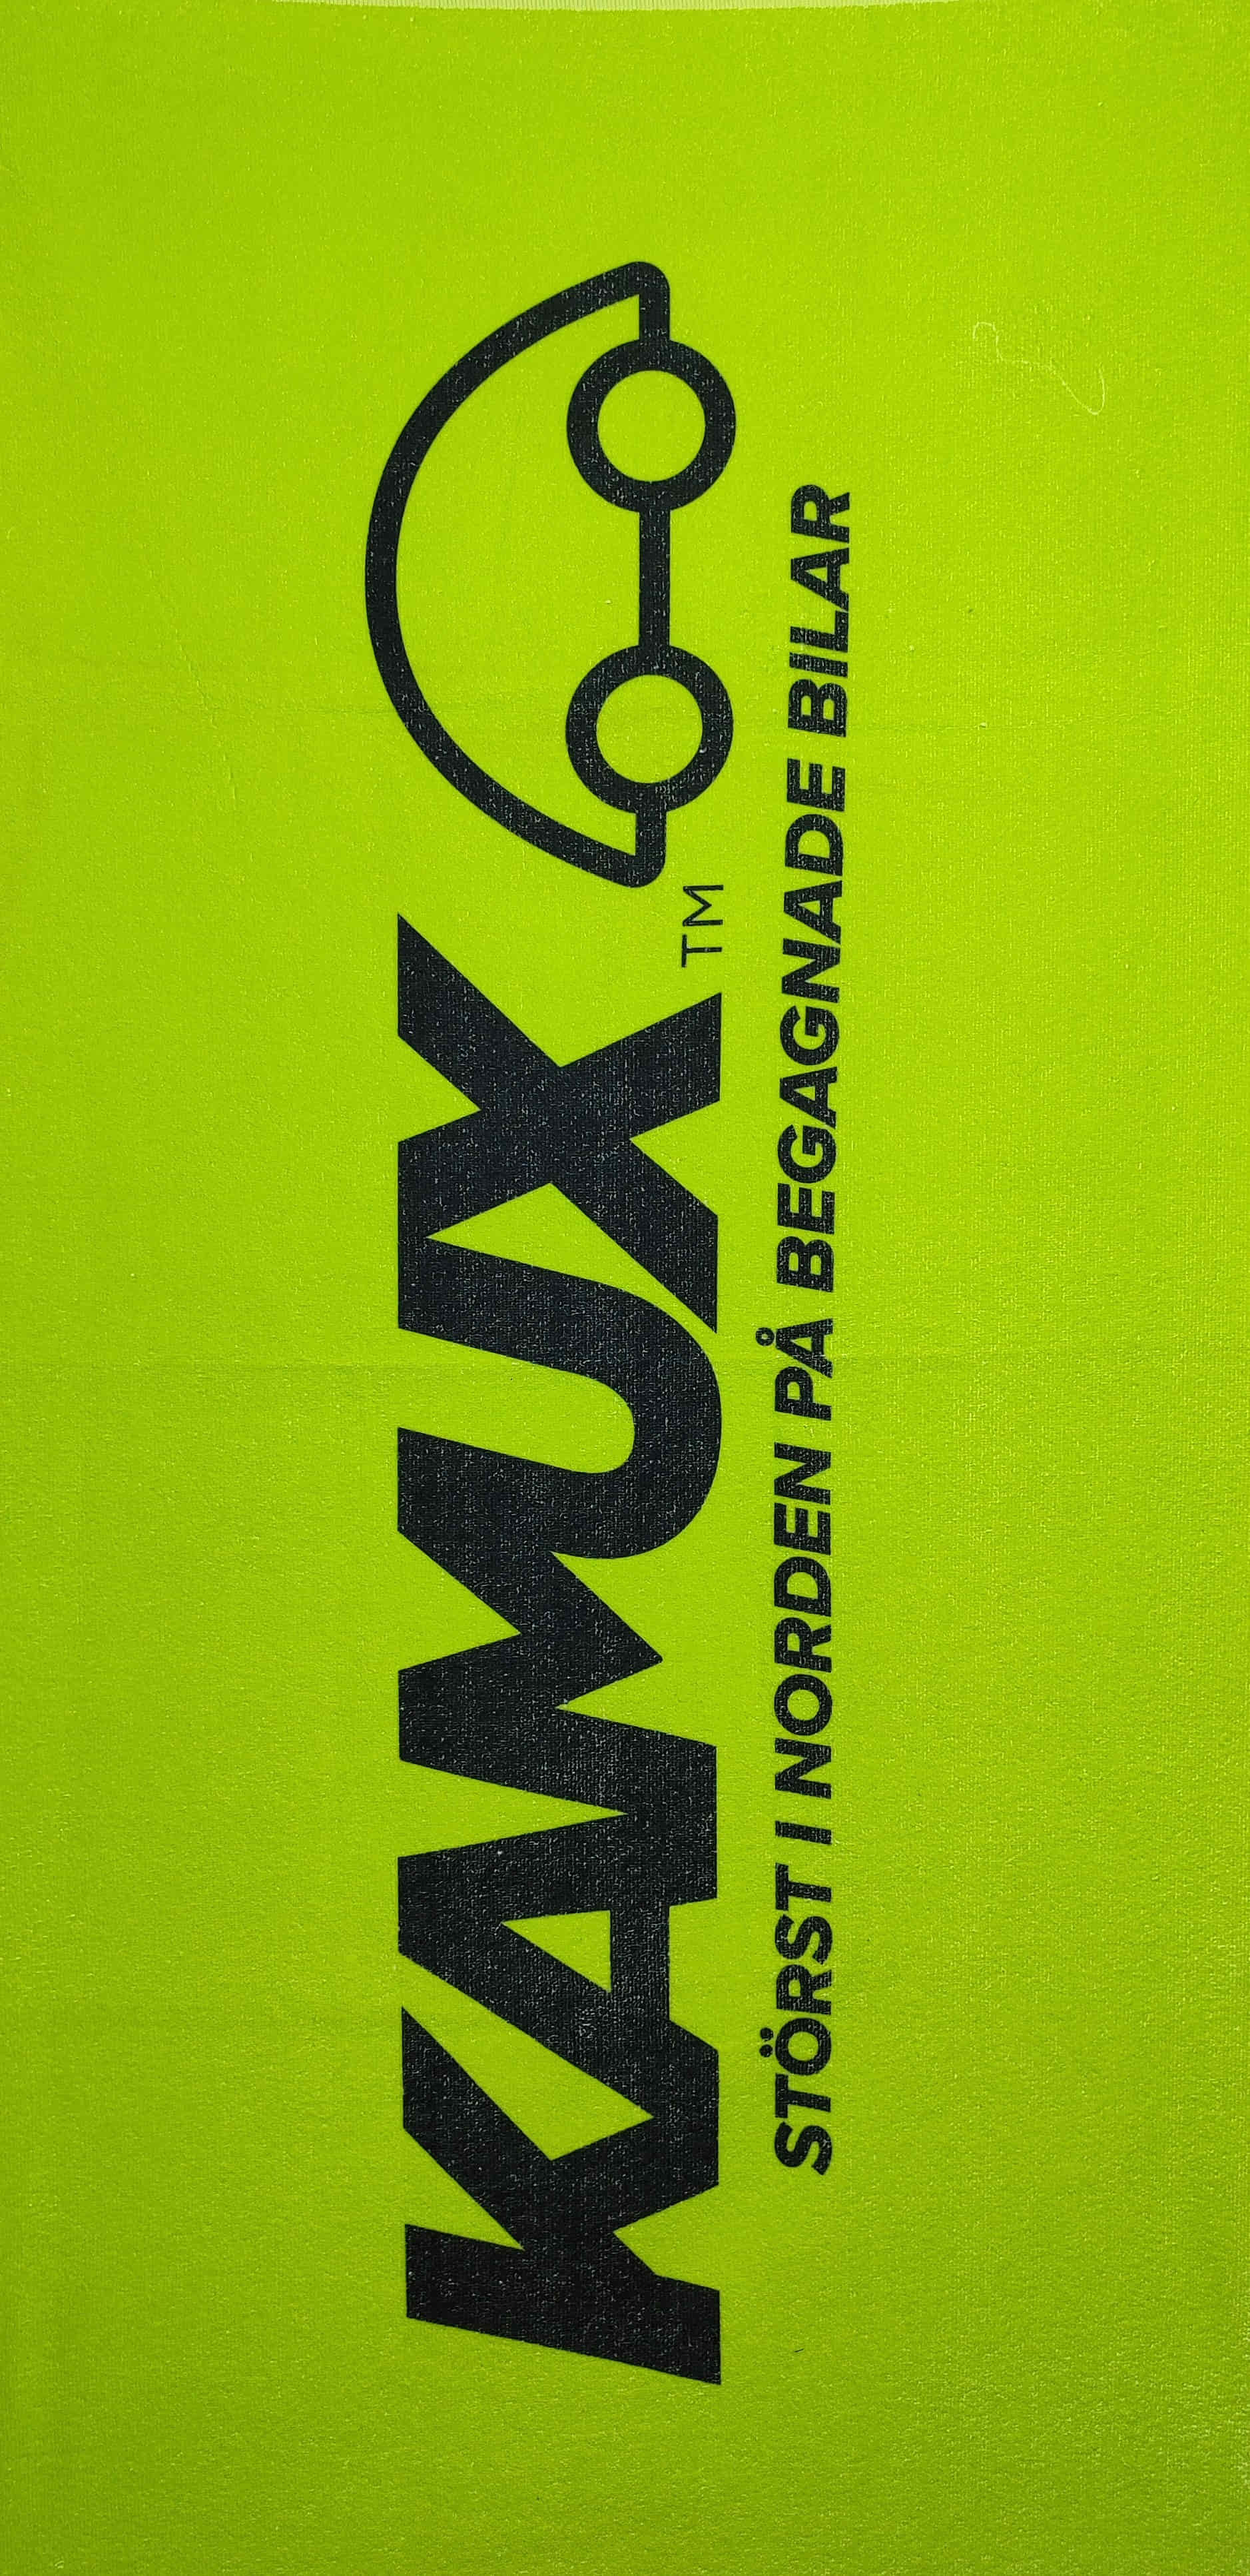 KAMUX™
STÖRST I NORDEN PÅ BEGAGNADE BILAR